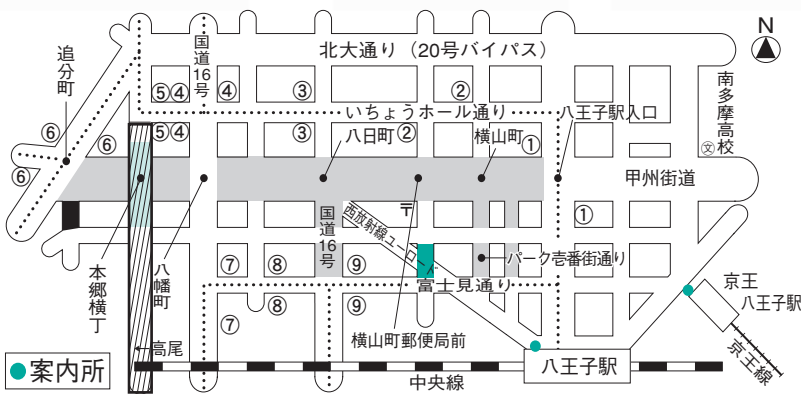 北大通り（20号バイパス）
N
国道16号
追分町
南多摩高校
文
⑤④
④
③
②
いちょうホール通り
八王子駅入口
⑥
⑥
⑤④
③
②
①
八日町
横山町
⑥
甲州街道
〒
国道16号
西放射線ユーロード
①
本郷横丁
八幡町
⑦
⑧
⑨
パーク壱番街通り
富士見通り
京王
八王子駅
⑦
⑧
⑨
高尾
横山町郵便局前
京王線
案内所
中央線
八王子駅